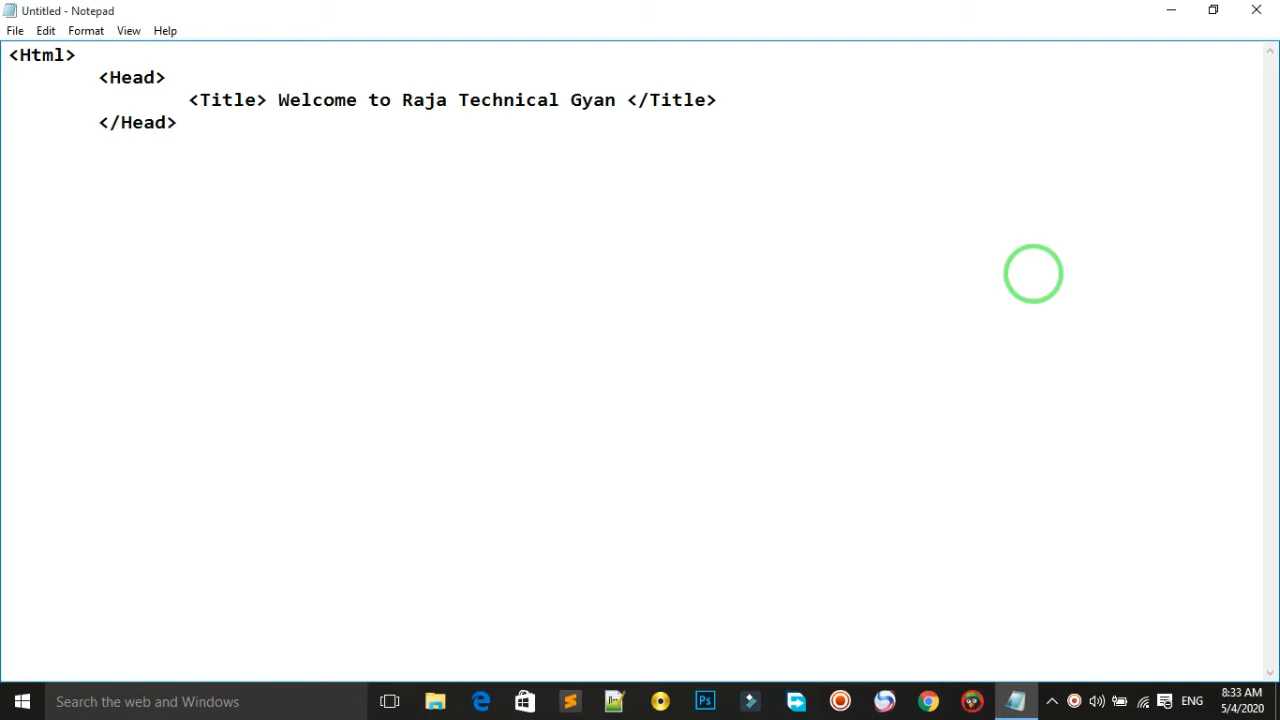 Untitled - Notepad
File Edit Format View Help
<Html>
<Head>
<Title> Welcome to Raja Technical Gyan </Title>
</Head>
Search the web and Windows
Ps
ENG
8:33 AM
5/4/2020